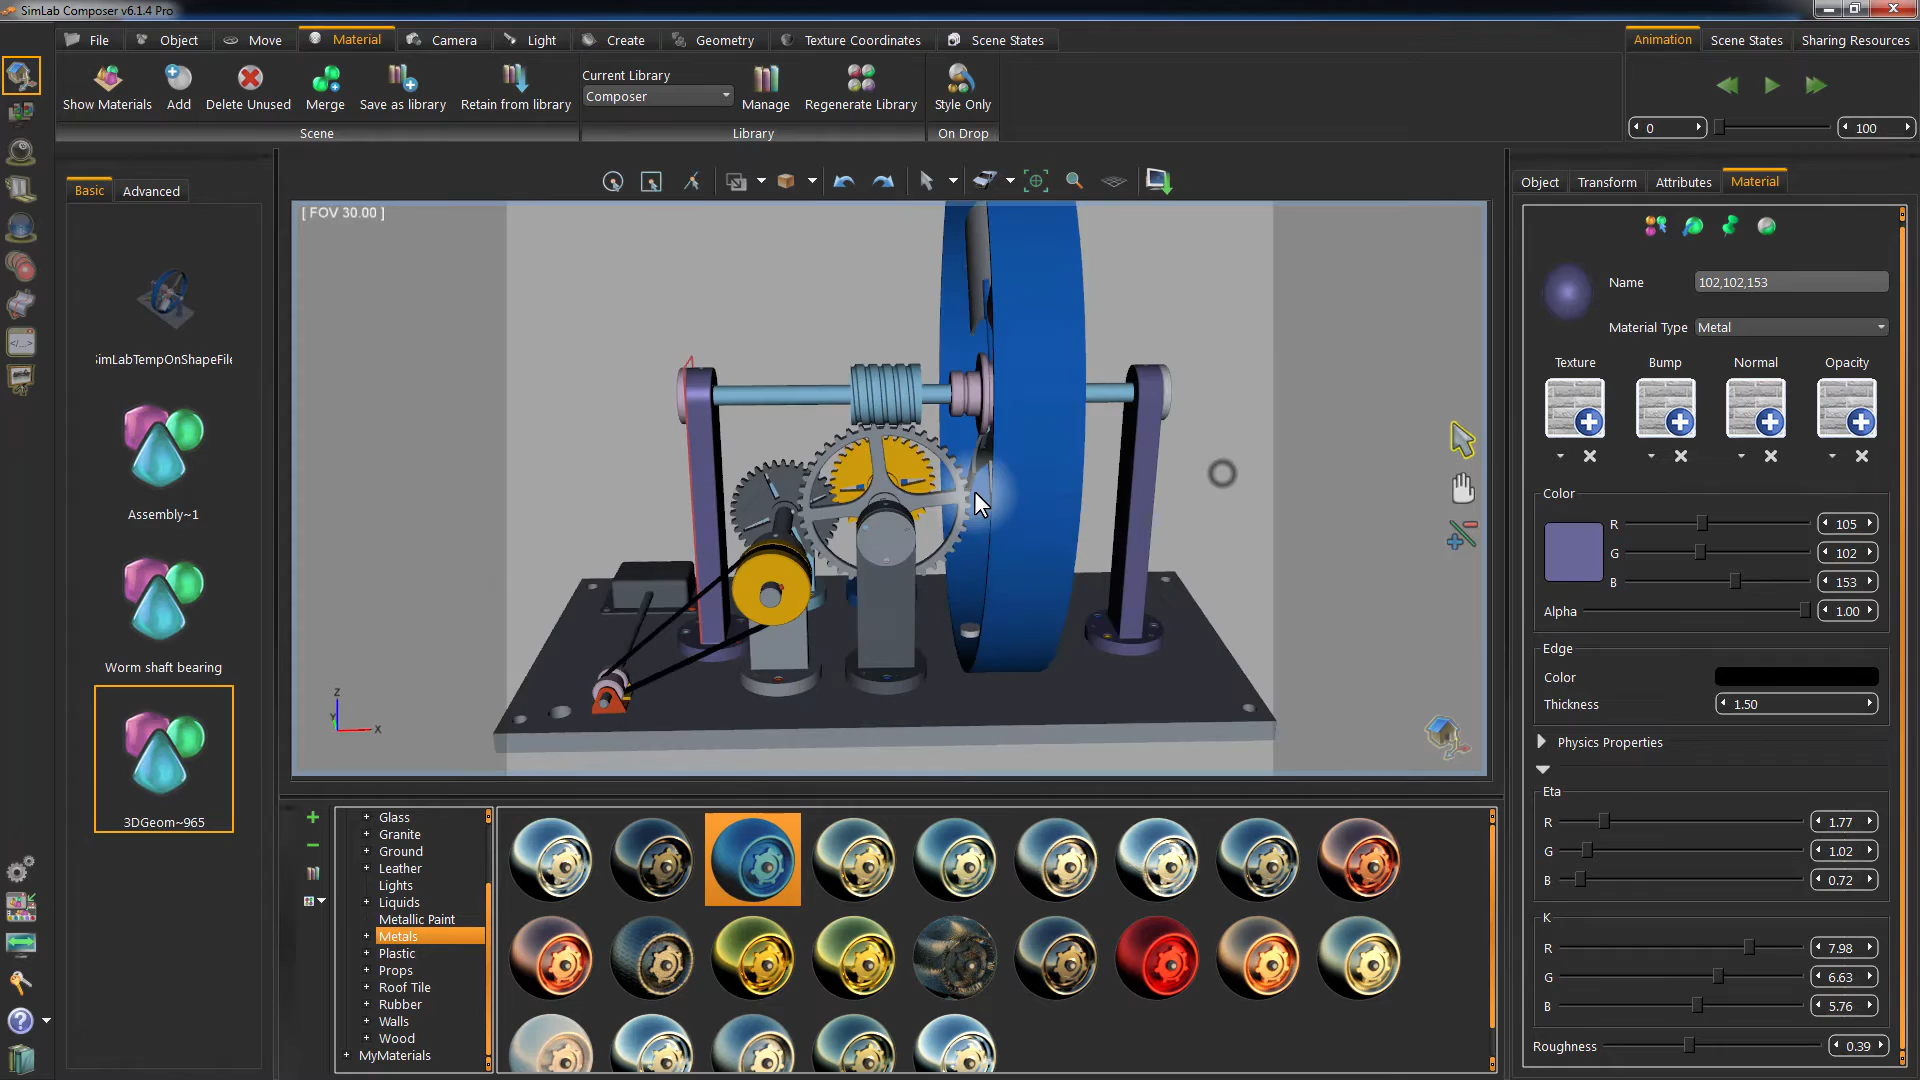 SimLab Composer v6.1.4 Pro
File Object Move Material Camera Light Create Geometry Texture Coordinates Scene States
Animation Scene States Sharing Resources
Show Materials Add Delete Unused Merge Save as library Retain from library
Current Library
Composer
Manage Regenerate Library Style Only
Scene Library On Drop
0 100
Basic Advanced
[ FOV 30.00 ]
Object Transform Attributes Material
Name 102,102,153
Material Type Metal
Texture Bump Normal Opacity
Color
R 105
G 102
B 153
Alpha 1.00
Edge
Color
Thickness 1.50
Physics Properties
Eta
R 1.77
G 1.02
B 0.72
K
R 7.98
G 6.63
B 5.76
Roughness 0.39
imLabTempOnShapeFile
Assembly~1
Worm shaft bearing
3DGeom~965
Z
Y
X
Glass
Granite
Ground
Leather
Lights
Liquids
Metallic Paint
Metals
Plastic
Props
Roof Tile
Rubber
Walls
Wood
MyMaterials